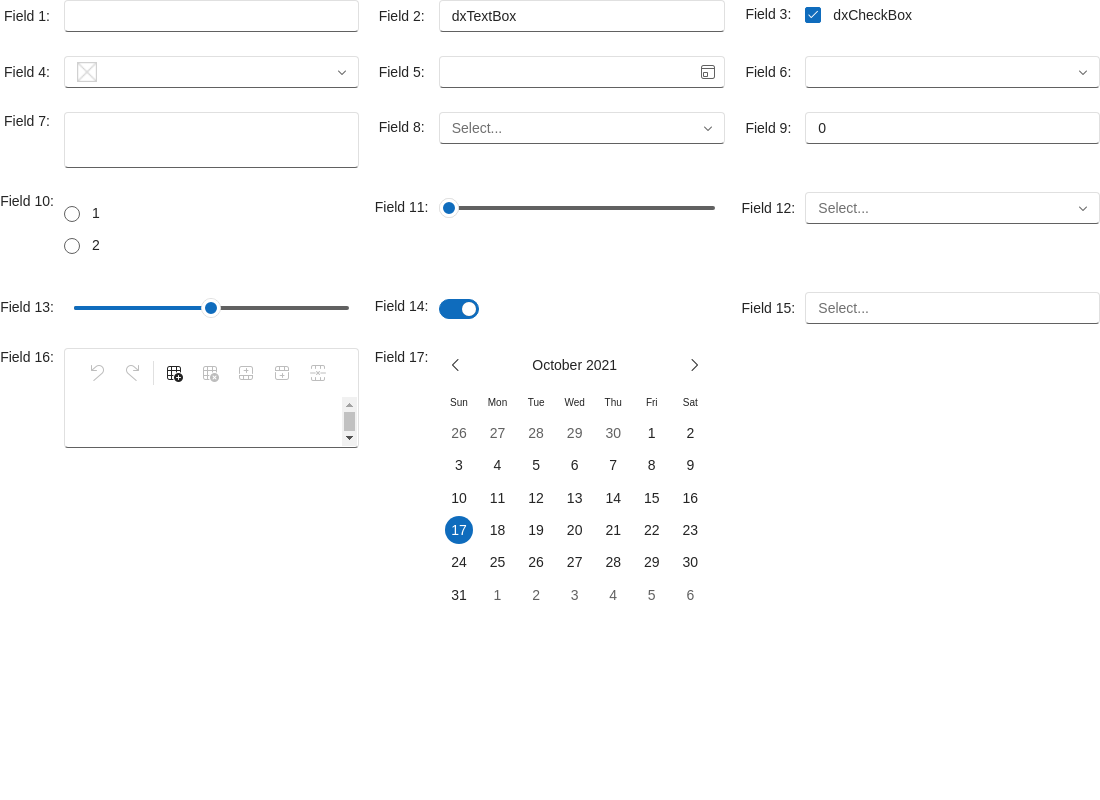 Field 1:
Field 2: dxTextBox
Field 3: dxCheckBox
Field 4:
Field 5:
Field 6:
Field 7:
Field 8: Select...
Field 9: 0
Field 10:
1
2
Field 11:
Field 12: Select...
Field 13:
Field 14:
Field 15: Select...
Field 16:
Field 17:
October 2021
Sun Mon Tue Wed Thu Fri Sat
26 27 28 29 30 1 2
3 4 5 6 7 8 9
10 11 12 13 14 15 16
17 18 19 20 21 22 23
24 25 26 27 28 29 30
31 1 2 3 4 5 6